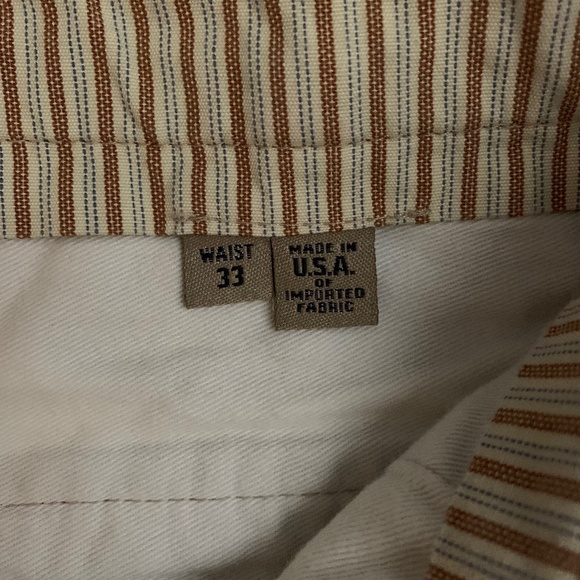 WAIST
33
MADE IN
U.S.A.
OF
IMPORTED
FABRIC